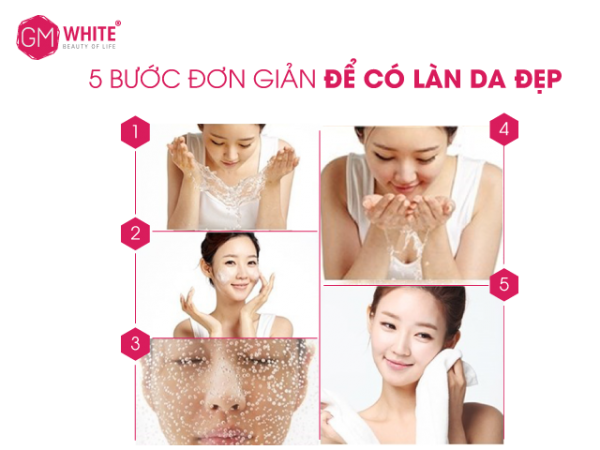 GM WHITE®
BEAUTY OF LIFE
5 BƯỚC ĐƠN GIẢN ĐỂ CÓ LÀN DA ĐẸP
1
2
3
4
5